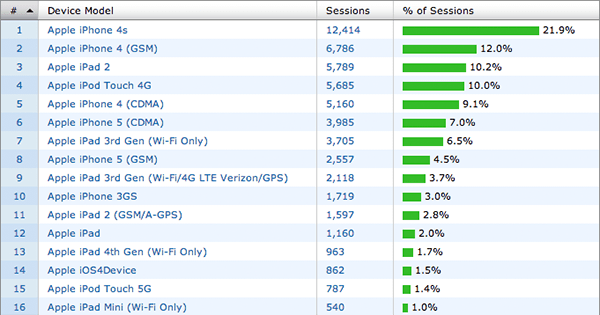 # Device Model Sessions % of Sessions
1 Apple iPhone 4s 12,414 21.9%
2 Apple iPhone 4 (GSM) 6,786 12.0%
3 Apple iPad 2 5,789 10.2%
4 Apple iPod Touch 4G 5,685 10.0%
5 Apple iPhone 4 (CDMA) 5,160 9.1%
6 Apple iPhone 5 (CDMA) 3,985 7.0%
7 Apple iPad 3rd Gen (Wi-Fi Only) 3,705 6.5%
8 Apple iPhone 5 (GSM) 2,557 4.5%
9 Apple iPad 3rd Gen (Wi-Fi/4G LTE Verizon/GPS) 2,118 3.7%
10 Apple iPhone 3GS 1,719 3.0%
11 Apple iPad 2 (GSM/A-GPS) 1,597 2.8%
12 Apple iPad 1,160 2.0%
13 Apple iPad 4th Gen (Wi-Fi Only) 963 1.7%
14 Apple iOS4Device 862 1.5%
15 Apple iPod Touch 5G 787 1.4%
16 Apple iPad Mini (Wi-Fi Only) 540 1.0%